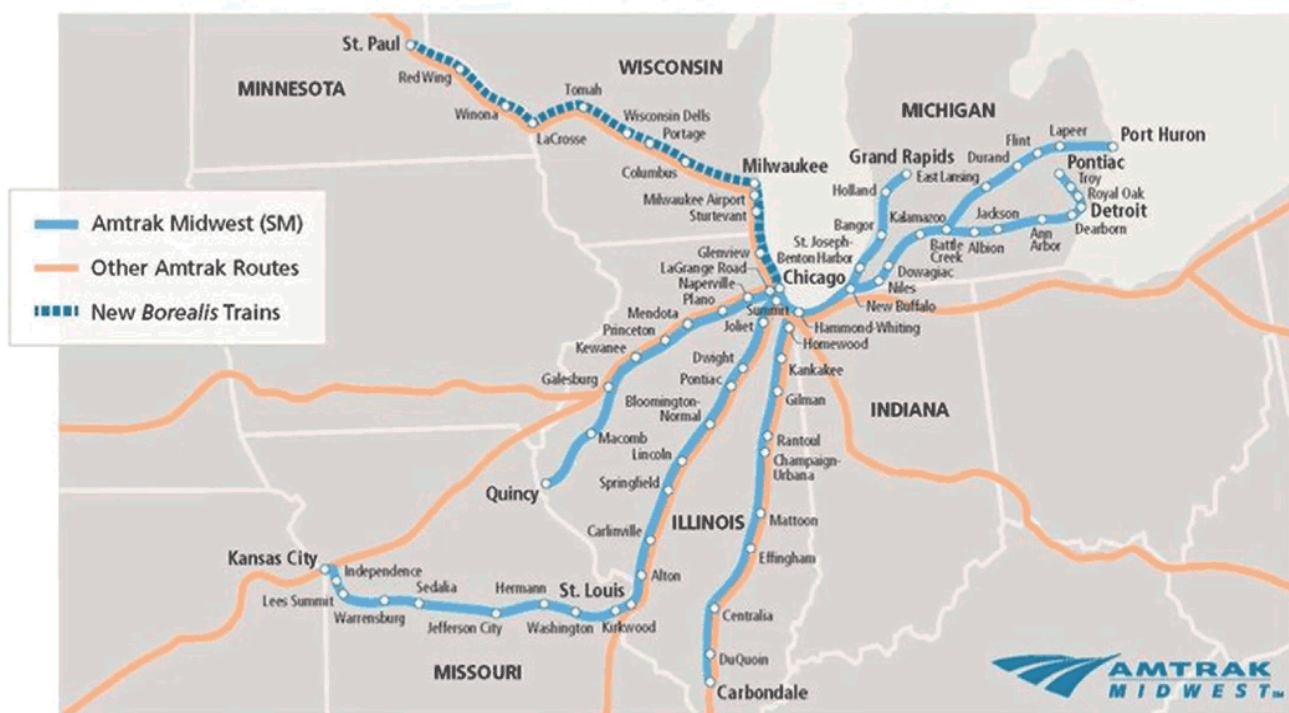 St. Paul
Red Wing
MINNESOTA
Winona
LaCrosse
Tomah
WISCONSIN
Wisconsin Dells
Portage
Columbus
Milwaukee
Milwaukee Airport
Sturtevant
Glenview
LaGrange Road
Naperville
Plano
Mendota
Princeton
Kewanee
Galesburg
Macomb
Quincy
Chicago
Summit
Joliet
Dwight
Pontiac
Bloomington-
Normal
Lincoln
Springfield
Carlinville
Alton
ILLINOIS
St. Louis
Kirkwood
Washington
Hermann
Jefferson City
Sedalia
Warrensburg
Lees Summit
Independence
Kansas City
MISSOURI
Hammond-Whiting
Homewood
Kankakee
Gilman
Rantoul
Champaign-
Urbana
Mattoon
Effingham
Centralia
DuQuoin
Carbondale
INDIANA
MICHIGAN
Grand Rapids
Holland
Bangor
St. Joseph-
Benton Harbor
New Buffalo
Niles
Dowagiac
Kalamazoo
Battle
Creek
Albion
Jackson
Ann
Arbor
Dearborn
Detroit
Royal Oak
Troy
Pontiac
East Lansing
Durand
Flint
Lapeer
Port Huron
Amtrak Midwest (SM)
Other Amtrak Routes
New Borealis Trains
AMTRAK
MIDWEST℠